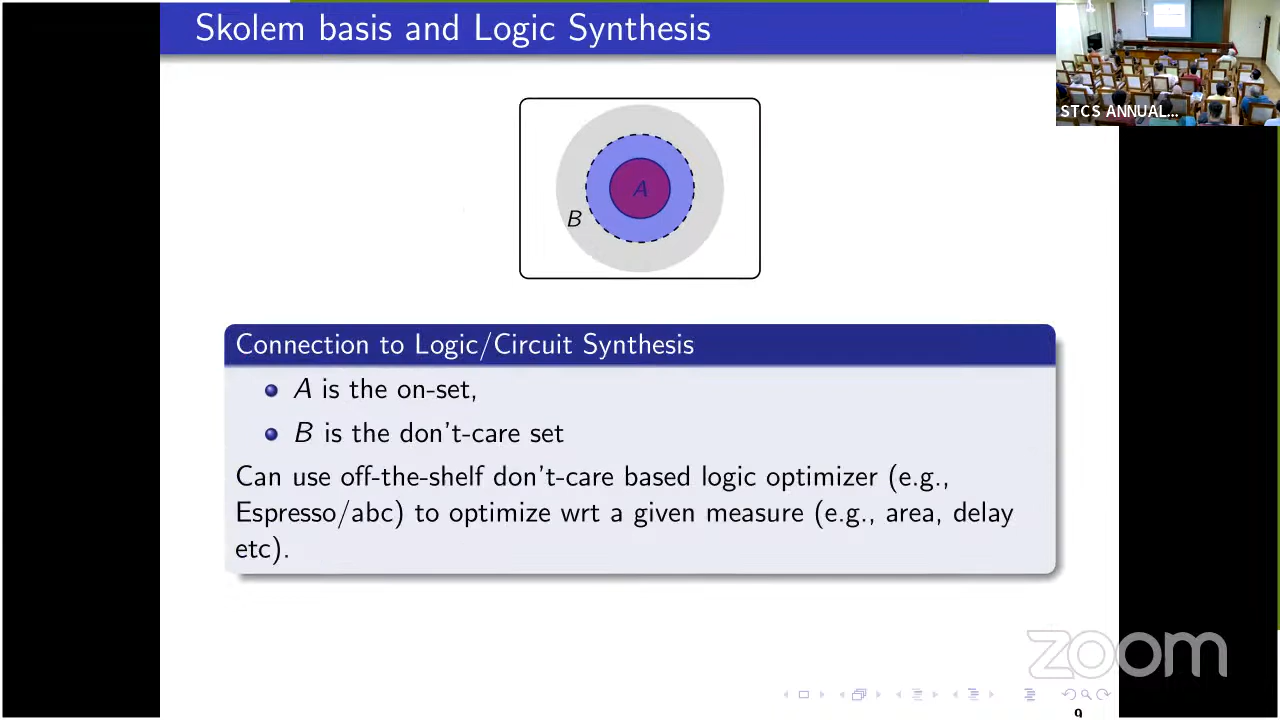 Skolem basis and Logic Synthesis
STCS ANNUAL...
A
B
Connection to Logic/Circuit Synthesis
A is the on-set,
B is the don't-care set
Can use off-the-shelf don't-care based logic optimizer (e.g.,
Espresso/abc) to optimize wrt a given measure (e.g., area, delay
etc).
zoom
9